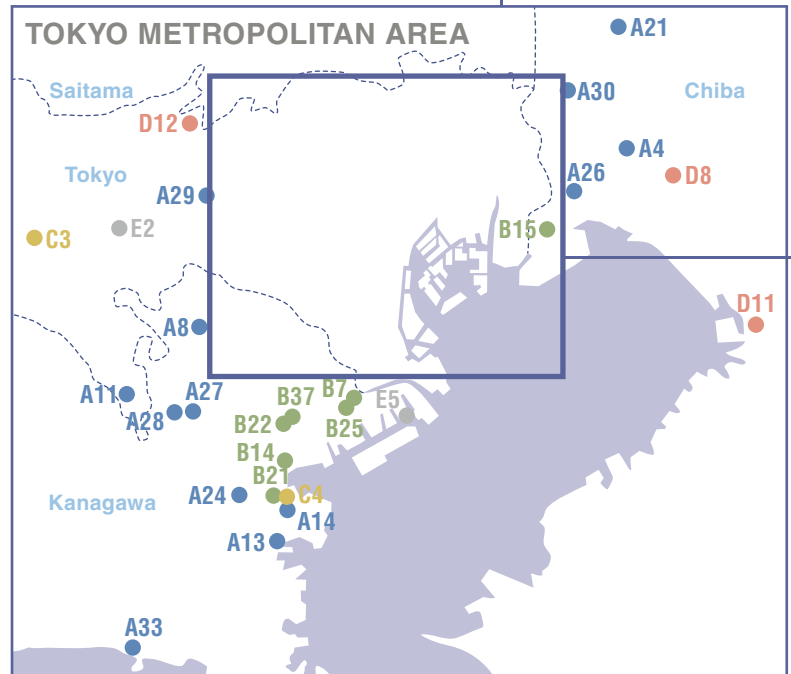 TOKYO METROPOLITAN AREA
A21
Saitama
A30
Chiba
D12
A4
Tokyo
A26
D8
A29
E2
B15
C3
D11
A8
A11
A27
B7
B37
E5
A28
B22
B25
B14
B21
Kanagawa
A24
C4
A14
A13
A33